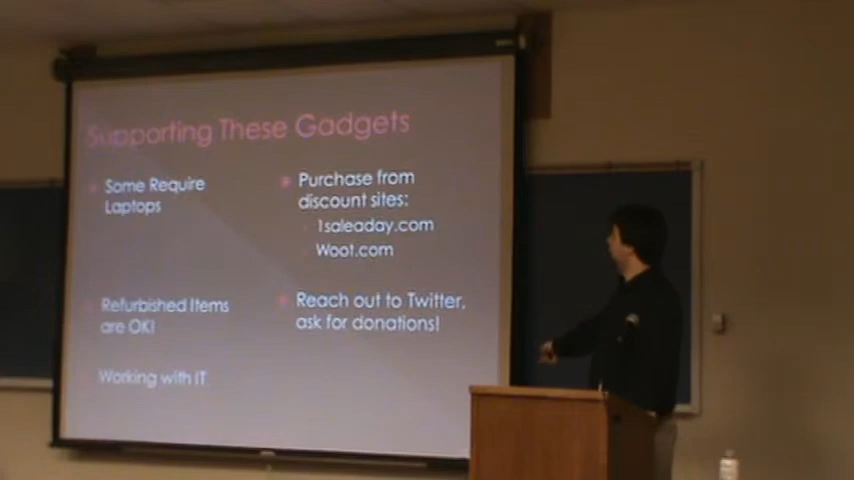 Supporting These Gadgets
Some Require
Laptops
Refurbished Items
are OK!
Working with IT
Purchase from
discount sites:
1saleaday.com
Woot.com
Reach out to Twitter,
ask for donations!